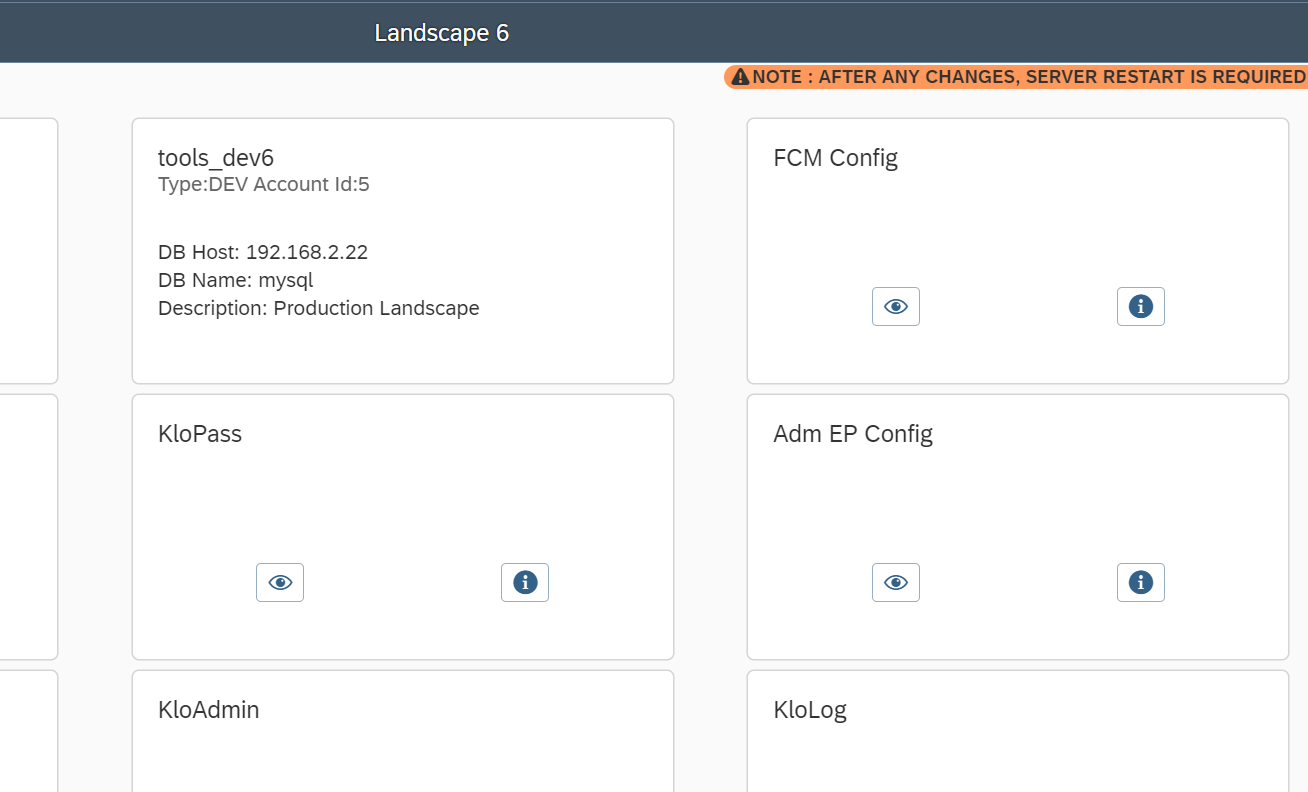 Landscape 6
NOTE : AFTER ANY CHANGES, SERVER RESTART IS REQUIRED
tools_dev6
Type:DEV Account Id:5
DB Host: 192.168.2.22
DB Name: mysql
Description: Production Landscape
FCM Config
KloPass
Adm EP Config
KloAdmin
KloLog